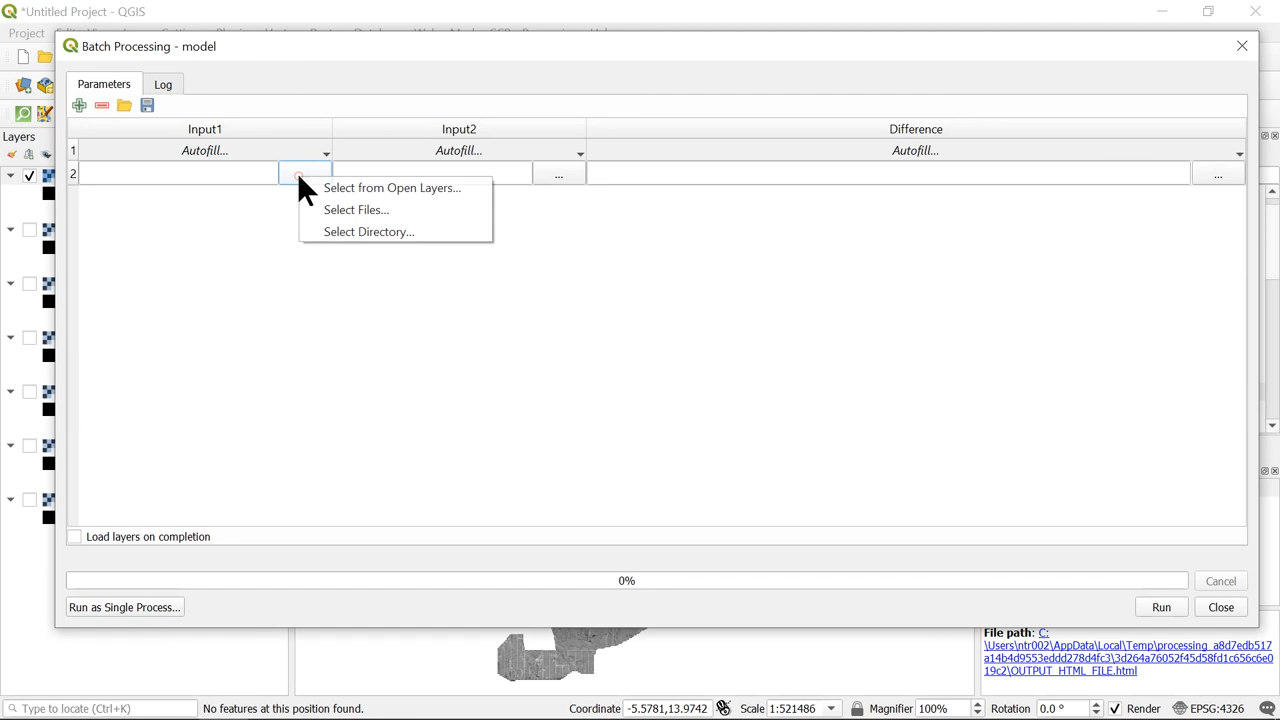 *Untitled Project - QGIS
Project
Batch Processing - model
Parameters
Log
Input1
Input2
Difference
1
Autofill...
Autofill...
Autofill...
2
...
...
Select from Open Layers...
Select Files...
Select Directory...
Layers
Load layers on completion
0%
Cancel
Run as Single Process...
Run
Close
File path: C:
\Users\ntr002\AppData\Local\Temp\processing_a8d7edb517
a14b4d9553eddd278d4fc3\3d264a76052f45d58fd1c656c6e0
19c2\OUTPUT_HTML_FILE.html
Type to locate (Ctrl+K)
No features at this position found.
Coordinate
-5.5781,13.9742
Scale
1:521486
Magnifier
100%
Rotation
0.0 °
Render
EPSG:4326